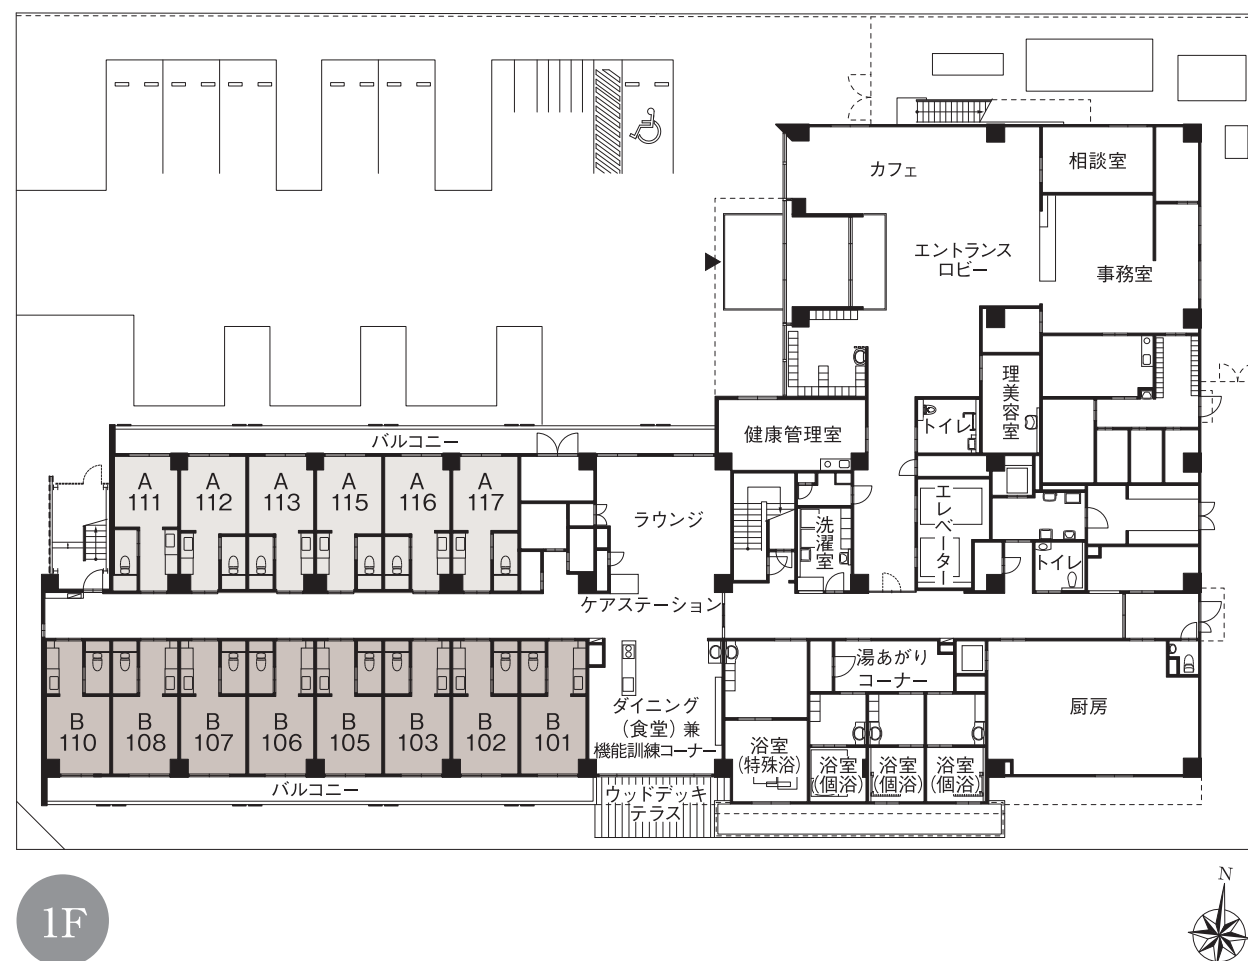 カフェ
相談室
エントランス
ロビー
事務室
理美容室
トイレ
健康管理室
バルコニー
A
111
A
112
A
113
A
115
A
116
A
117
ラウンジ
洗濯室
エレベーター
トイレ
ケアステーション
B
110
B
108
B
107
B
106
B
105
B
103
B
102
B
101
ダイニング
(食堂)兼
機能訓練コーナー
湯あがり
コーナー
厨房
浴室
(特殊浴)
浴室
(個浴)
浴室
(個浴)
浴室
(個浴)
バルコニー
ウッドデッキ
テラス
1F
N